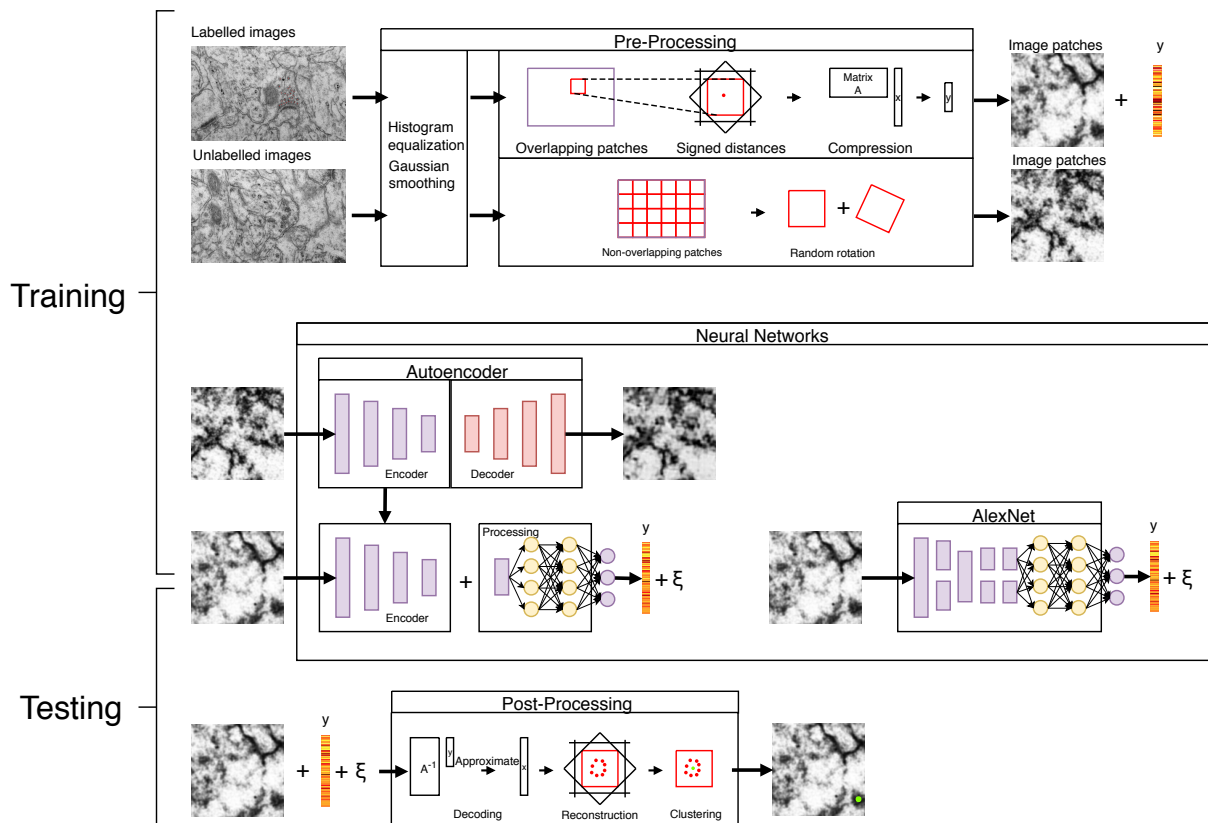 Labelled images
Pre-Processing
Image patches
y
Matrix
A
x
y
+
Histogram
equalization
Gaussian
smoothing
Overlapping patches
Signed distances
Compression
Unlabelled images
Image patches
+
Non-overlapping patches
Random rotation
Training
Neural Networks
Autoencoder
Encoder
Decoder
AlexNet
y
Processing
y
+
+ ξ
+ ξ
Encoder
Testing
Post-Processing
y
+
+ ξ
A-1
y
Approximate
x
Decoding
Reconstruction
Clustering